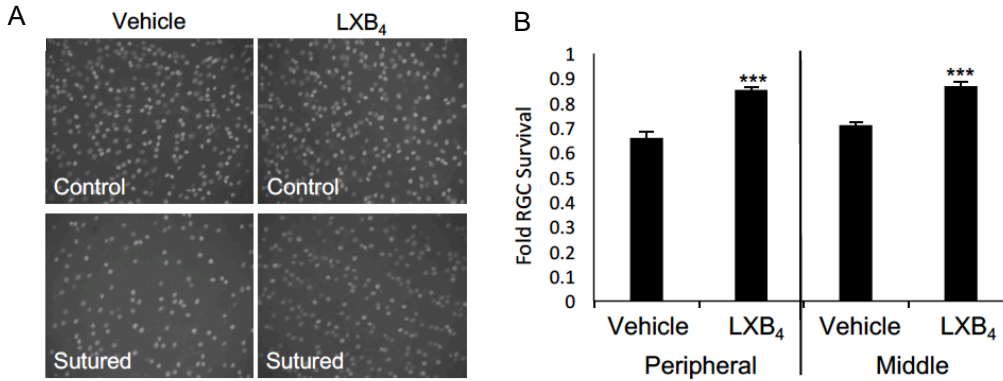 A
Vehicle
LXB₄
Control
Control
Sutured
Sutured
B
Fold RGC Survival
1
0.9
0.8
0.7
0.6
0.5
0.4
0.3
0.2
0.1
0
***
***
Vehicle
LXB₄
Vehicle
LXB₄
Peripheral
Middle